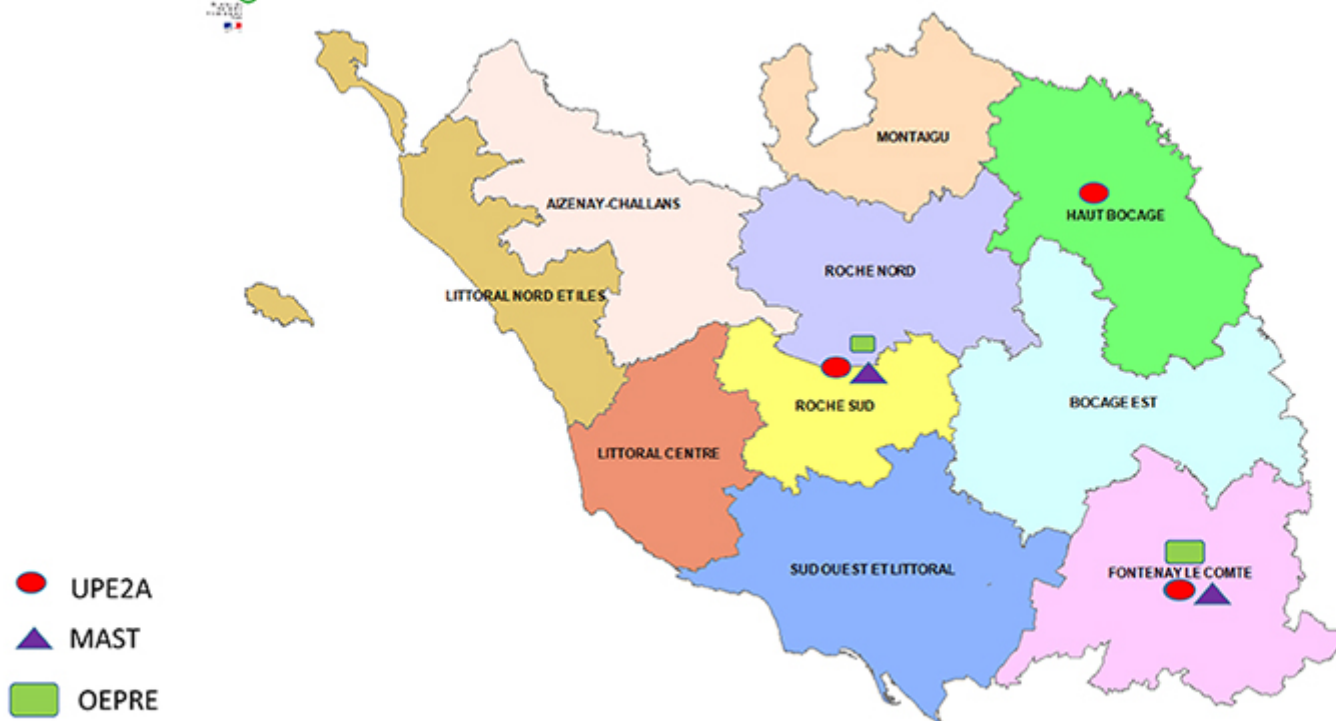 MONTAIGU
AIZENAY-CHALLANS
HAUT BOCAGE
ROCHE NORD
LITTORAL NORD ET ILES
ROCHE SUD
BOCAGE EST
LITTORAL CENTRE
SUD OUEST ET LITTORAL
FONTENAY LE COMTE
UPE2A
MAST
OEPRE